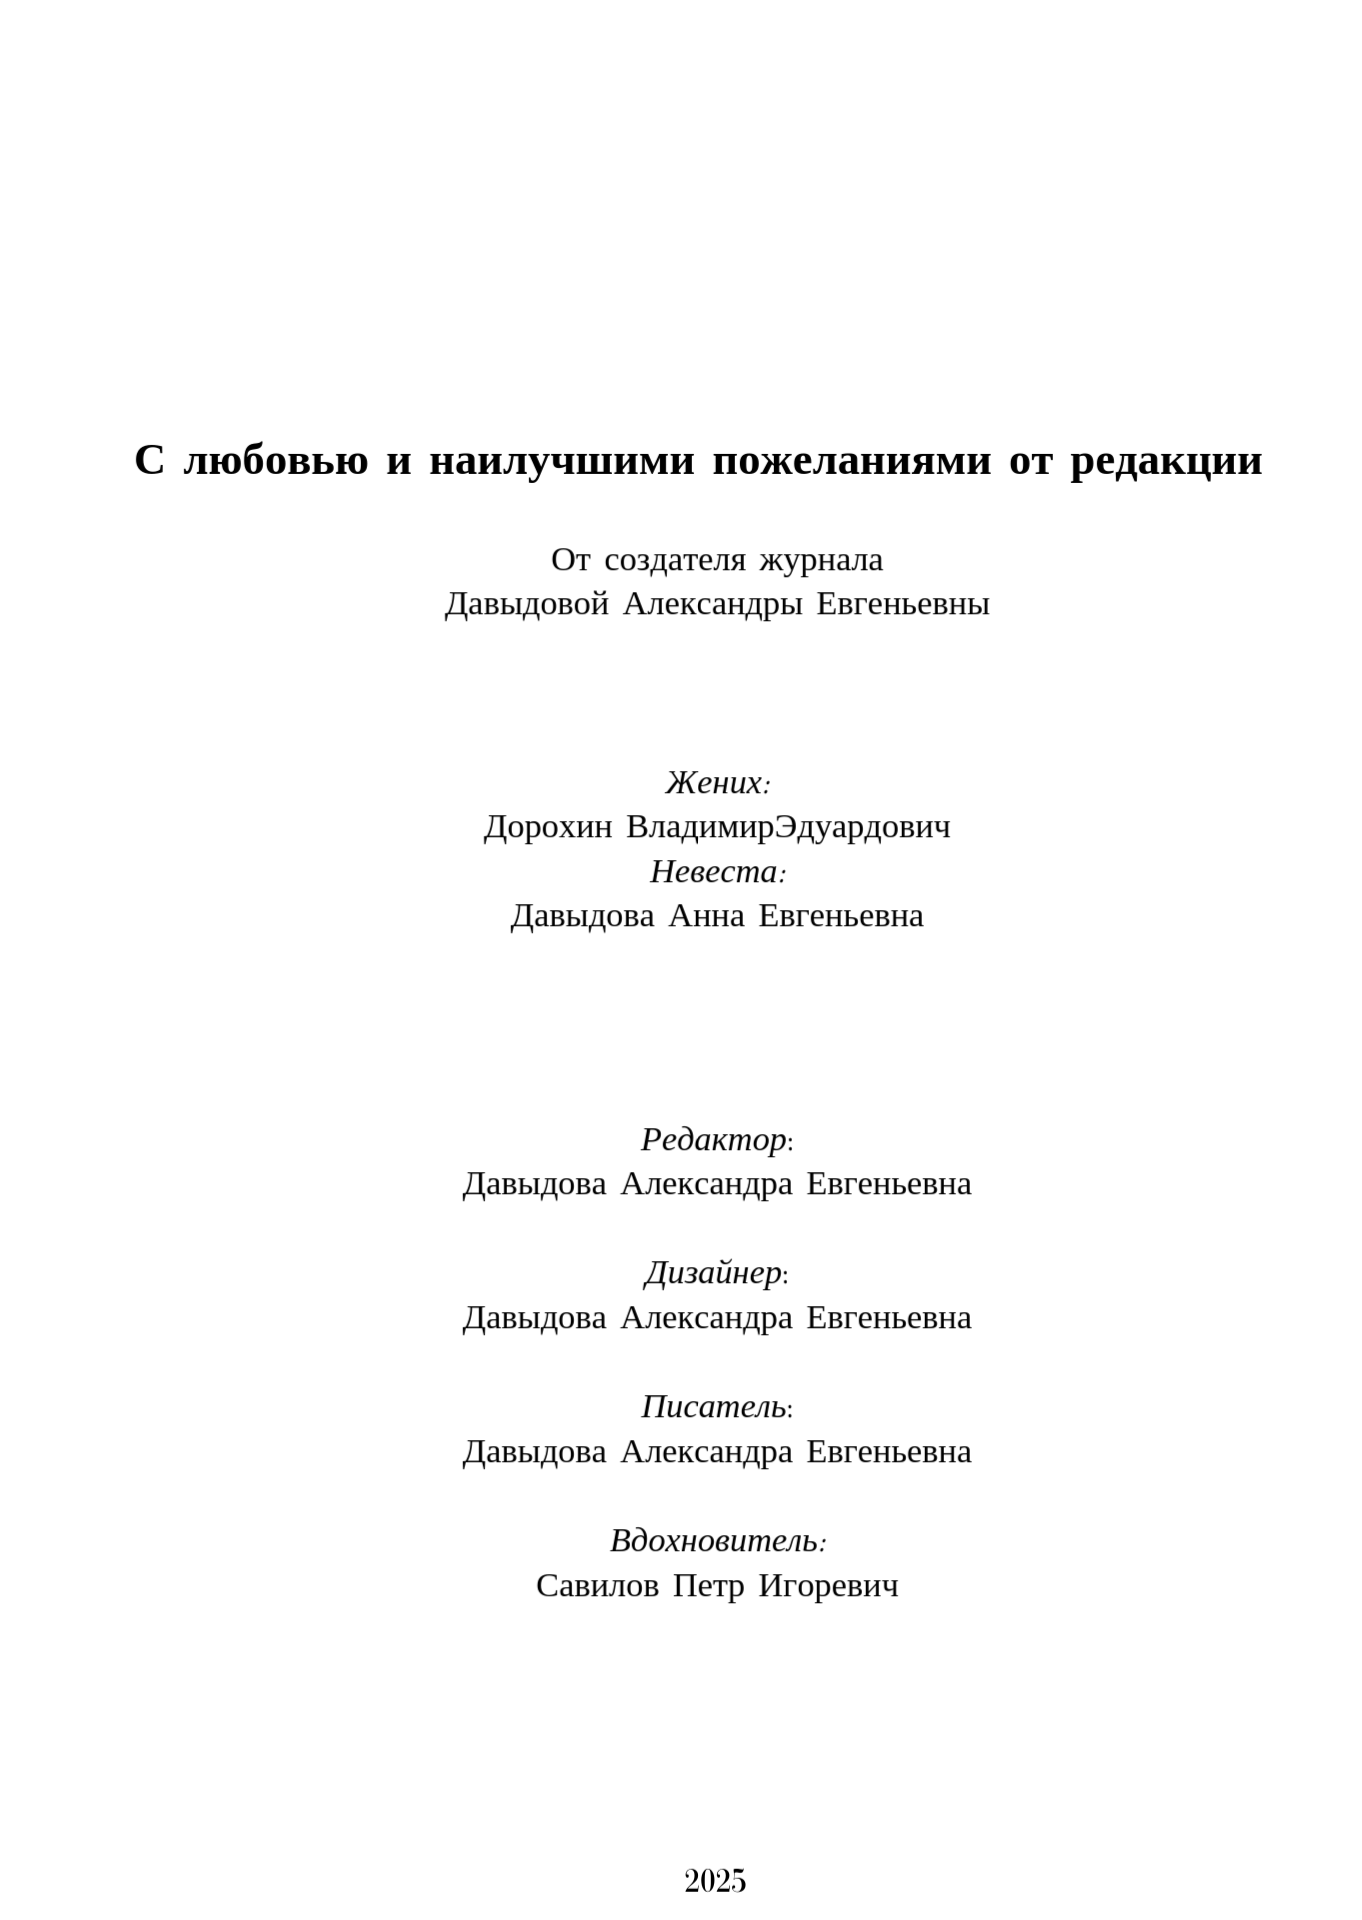 С любовью и наилучшими пожеланиями от редакции
От создателя журнала
Давыдовой Александры Евгеньевны
Жених:
Дорохин ВладимирЭдуардович
Невеста:
Давыдова Анна Евгеньевна
Редактор:
Давыдова Александра Евгеньевна
Дизайнер:
Давыдова Александра Евгеньевна
Писатель:
Давыдова Александра Евгеньевна
Вдохновитель:
Савилов Петр Игоревич
2025